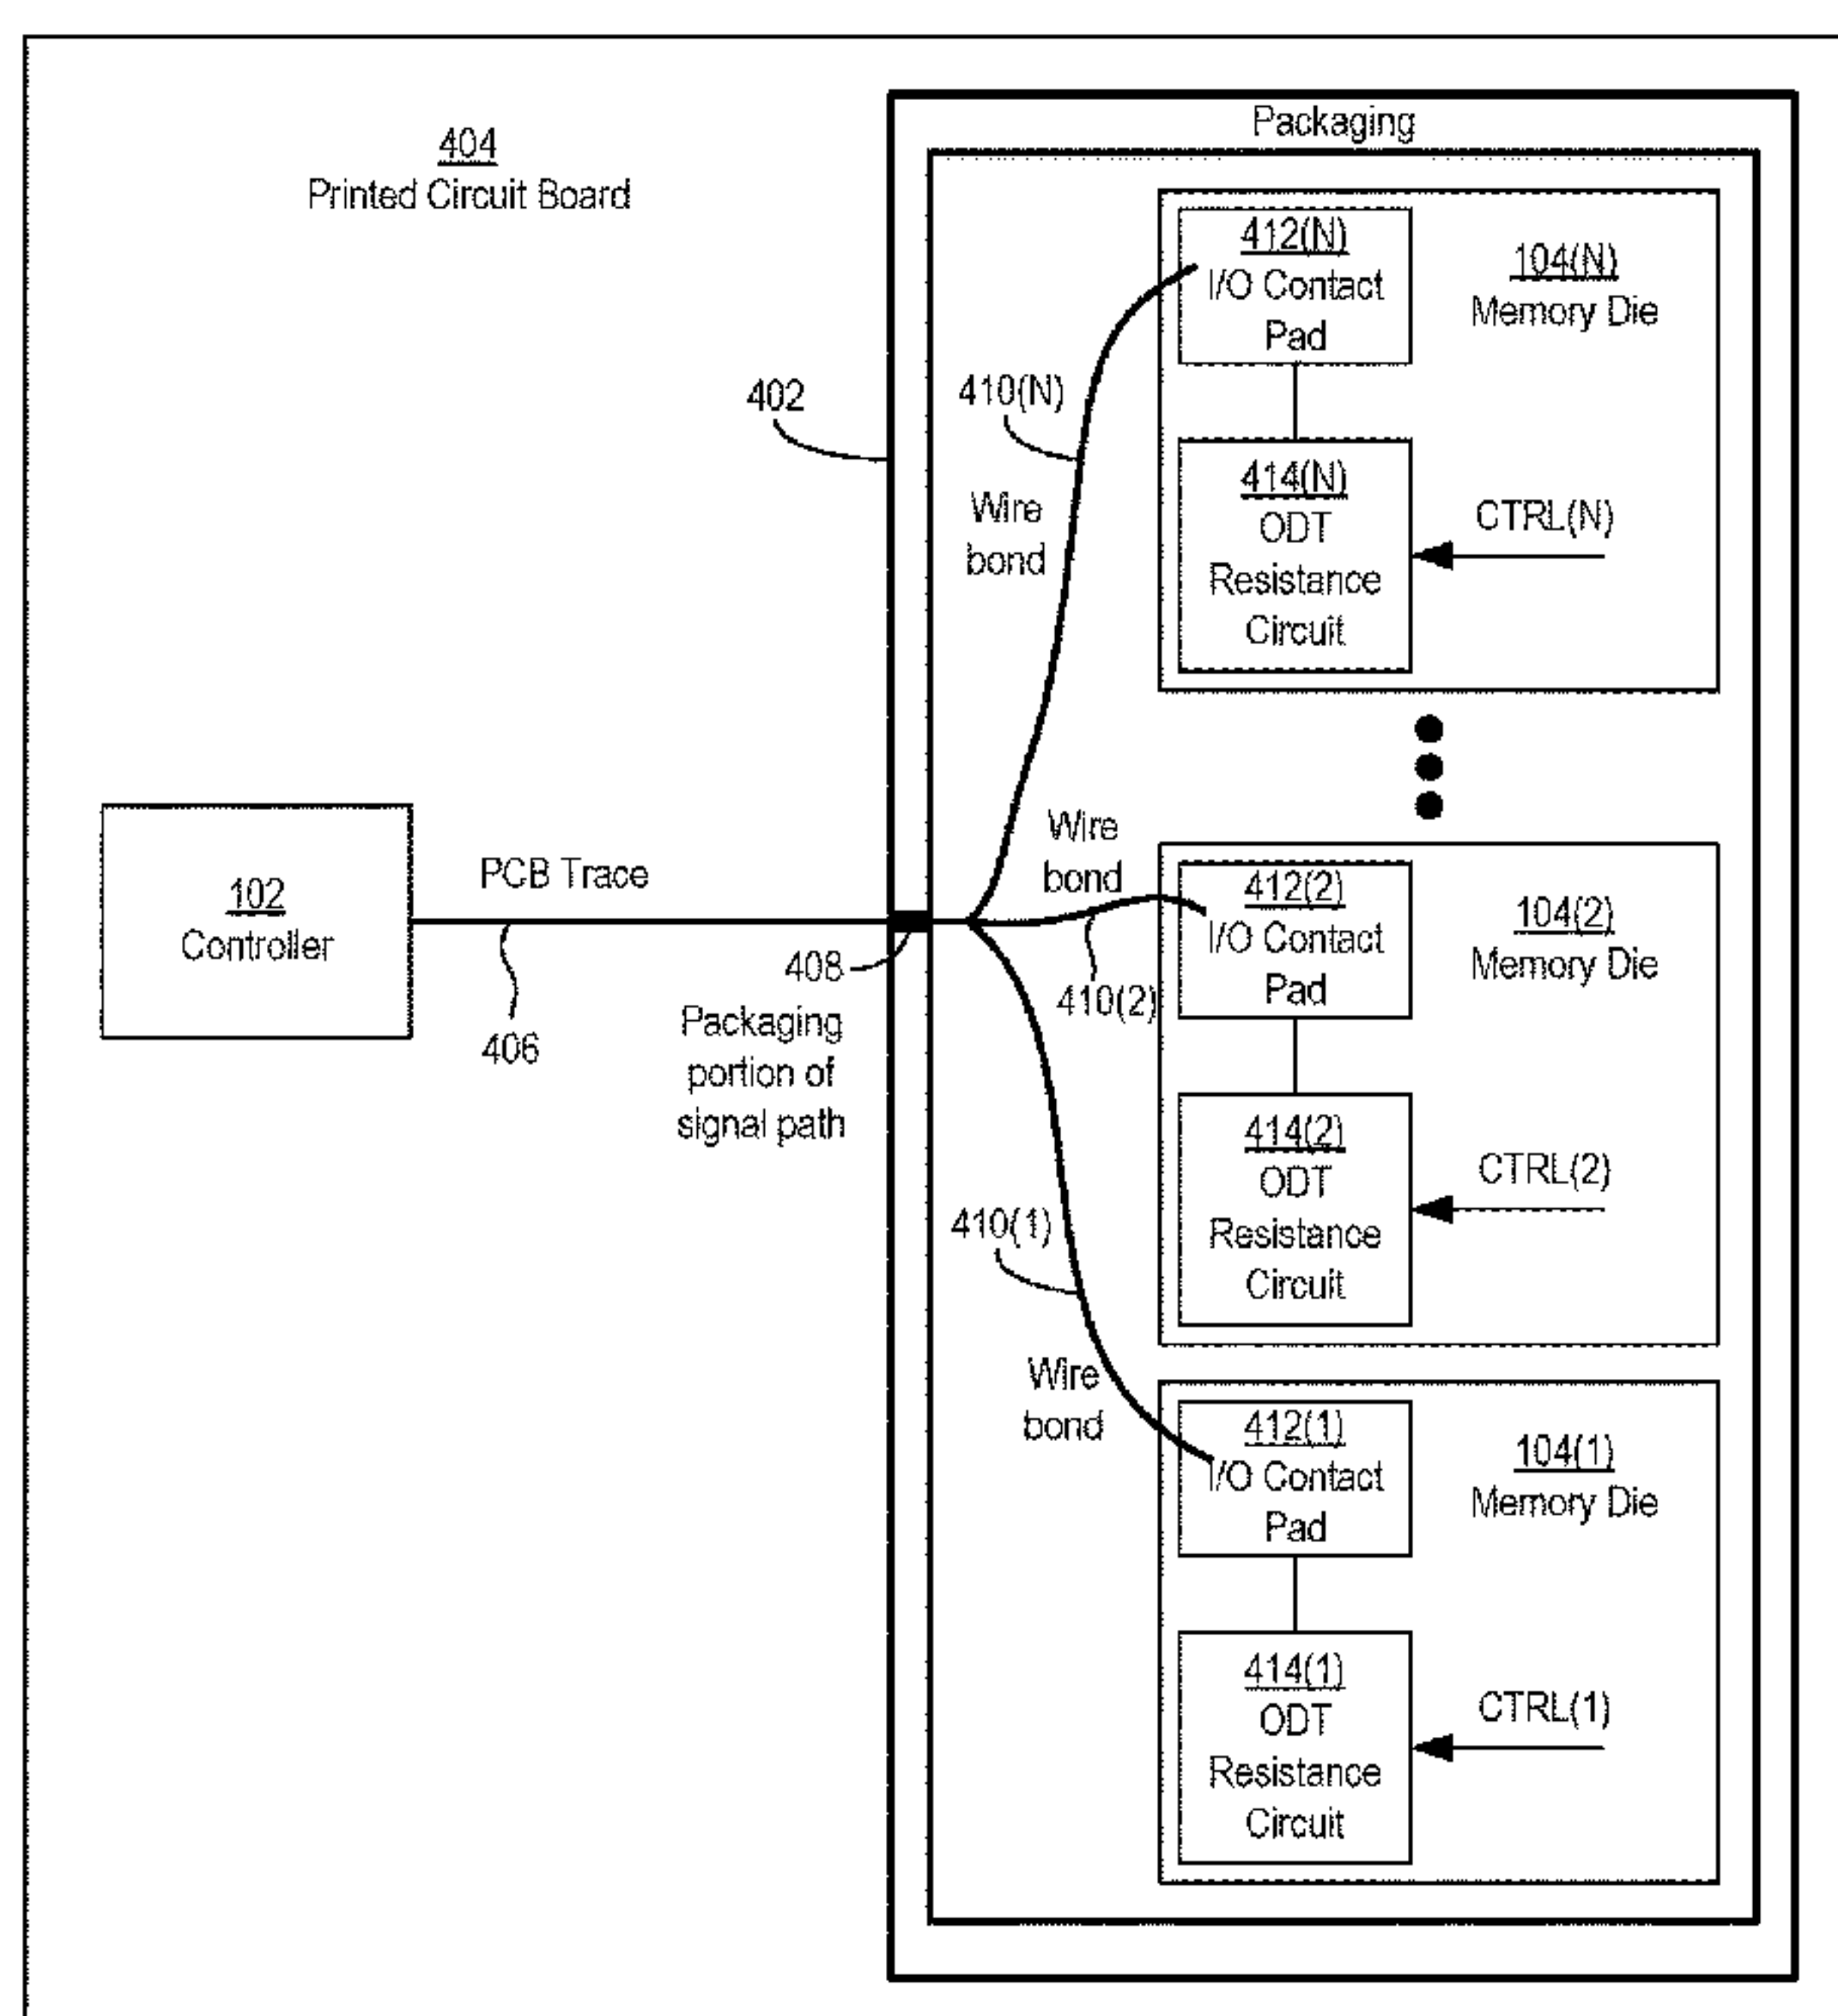 Packaging
404
Printed Circuit Board
412(N)
I/O Contact
Pad
104(N)
Memory Die
402
410(N)
Wire
bond
414(N)
ODT
Resistance
Circuit
CTRL(N)
102
Controller
PCB Trace
406
408
Packaging
portion of
signal path
Wire
bond
410(2)
412(2)
I/O Contact
Pad
104(2)
Memory Die
414(2)
ODT
Resistance
Circuit
CTRL(2)
410(1)
Wire
bond
412(1)
I/O Contact
Pad
104(1)
Memory Die
414(1)
ODT
Resistance
Circuit
CTRL(1)